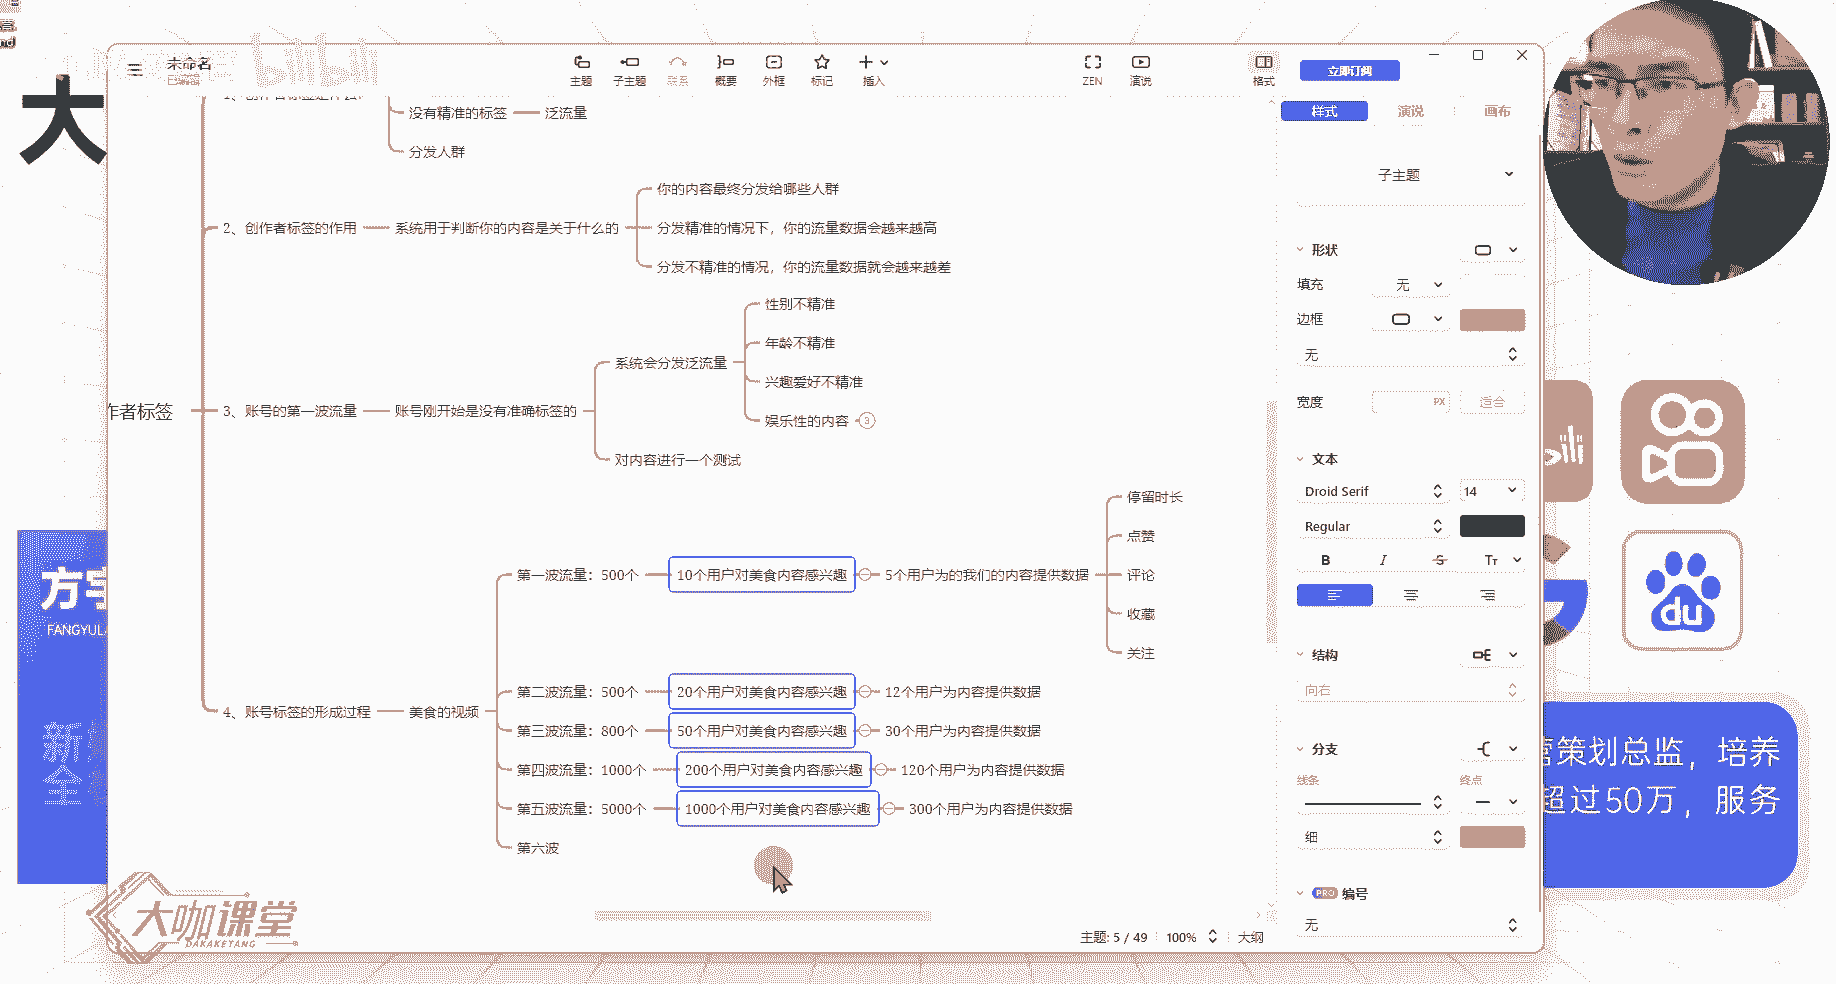 未命名
已编辑
bilibili
主题
子主题
联系
概要
外框
标记
插入
ZEN
演说
格式
立即订阅
大
没有精准的标签
泛流量
分发人群
2、创作者标签的作用
系统用于判断你的内容是关于什么的
你的内容最终分发给哪些人群
分发精准的情况下，你的流量数据会越来越高
分发不精准的情况，你的流量数据就会越来越差
作者标签
3、账号的第一波流量
账号刚开始是没有准确标签的
系统会分发泛流量
性别不精准
年龄不精准
兴趣爱好不精准
娱乐性的内容
3
对内容进行一个测试
4、账号标签的形成过程
美食的视频
第一波流量：500个
10个用户对美食内容感兴趣
5个用户为的我们的内容提供数据
停留时长
点赞
评论
收藏
关注
第二波流量：500个
20个用户对美食内容感兴趣
12个用户为内容提供数据
第三波流量：800个
50个用户对美食内容感兴趣
30个用户为内容提供数据
第四波流量：1000个
200个用户对美食内容感兴趣
120个用户为内容提供数据
第五波流量：5000个
1000个用户对美食内容感兴趣
300个用户为内容提供数据
第六波
样式
演说
画布
子主题
形状
填充
无
边框
无
宽度
PX
适合
文本
Droid Serif
14
Regular
B
I
S
Tт
结构
向右
分支
线条
终点
细
PRO
编号
无
主题: 5 / 49
100%
大纲
方宇
FANGYUL
新
全
大咖课堂
DAKAKETANG
du
策划总监，培养
超过50万，服务